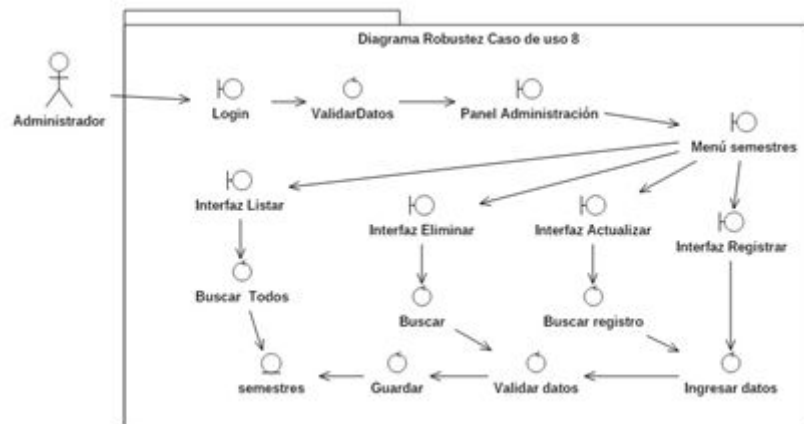 Diagrama Robustez Caso de uso 8
Administrador
Login
ValidarDatos
Panel Administración
Menú semestres
Interfaz Listar
Interfaz Eliminar
Interfaz Actualizar
Interfaz Registrar
Buscar Todos
Buscar
Buscar registro
semestres
Guardar
Validar datos
Ingresar datos